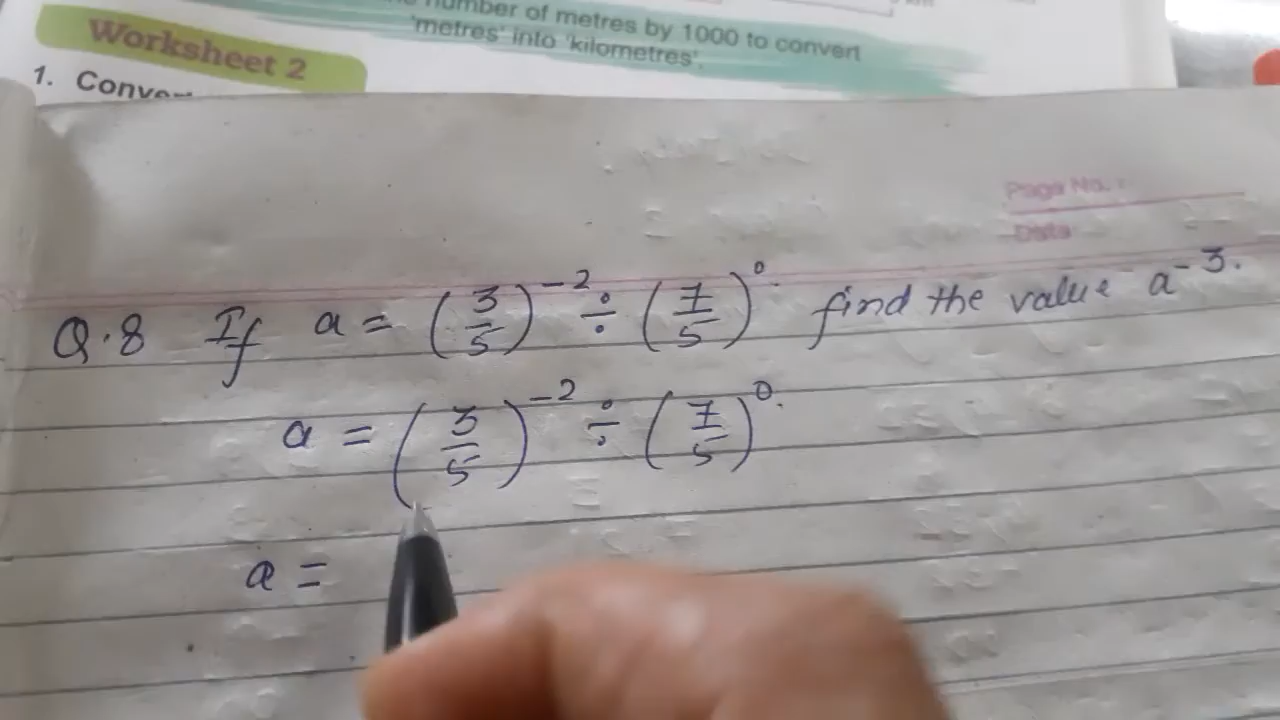 number of metres by 1000 to convert
'metres' into 'kilometres'.
Worksheet 2
1. Convert
Page No. :
Date
Q.8 If a = (3/5)^-2 ÷ (7/5)^0. find the value a^-3.
a = (3/5)^-2 ÷ (7/5)^0.
a =